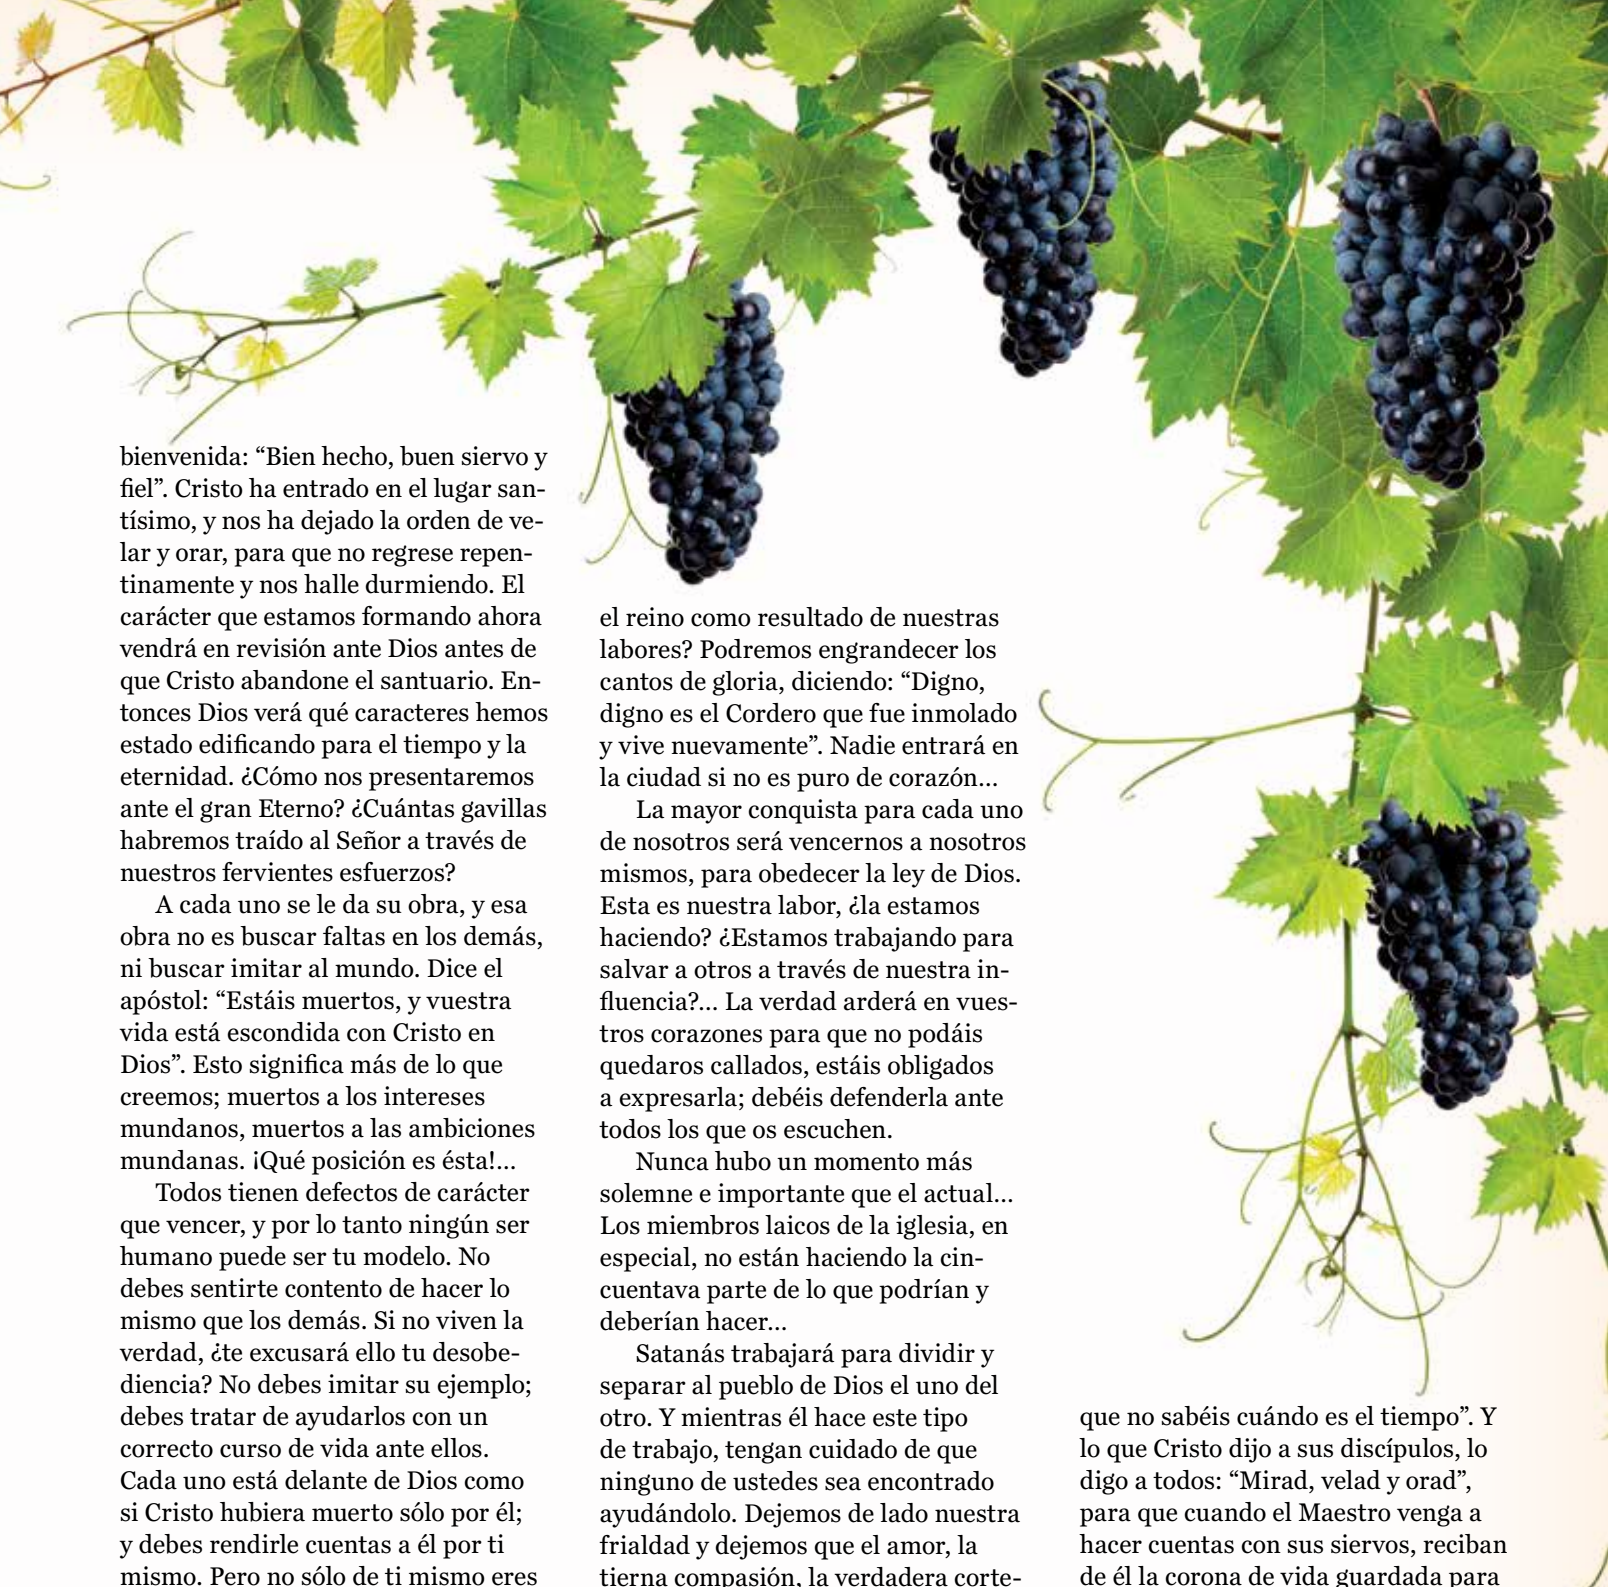 bienvenida: “Bien hecho, buen siervo y
fiel”. Cristo ha entrado en el lugar san-
tísimo, y nos ha dejado la orden de ve-
lar y orar, para que no regrese repen-
tinamente y nos halle durmiendo. El
carácter que estamos formando ahora
vendrá en revisión ante Dios antes de
que Cristo abandone el santuario. En-
tonces Dios verá qué caracteres hemos
estado edificando para el tiempo y la
eternidad. ¿Cómo nos presentaremos
ante el gran Eterno? ¿Cuántas gavillas
habremos traído al Señor a través de
nuestros fervientes esfuerzos?
A cada uno se le da su obra, y esa
obra no es buscar faltas en los demás,
ni buscar imitar al mundo. Dice el
apóstol: “Estáis muertos, y vuestra
vida está escondida con Cristo en
Dios”. Esto significa más de lo que
creemos; muertos a los intereses
mundanos, muertos a las ambiciones
mundanas. ¡Qué posición es ésta!...
Todos tienen defectos de carácter
que vencer, y por lo tanto ningún ser
humano puede ser tu modelo. No
debes sentirte contento de hacer lo
mismo que los demás. Si no viven la
verdad, ¿te excusará ello tu desobe-
diencia? No debes imitar su ejemplo;
debes tratar de ayudarlos con un
correcto curso de vida ante ellos.
Cada uno está delante de Dios como
si Cristo hubiera muerto sólo por él;
y debes rendirle cuentas a él por ti
mismo. Pero no sólo de ti mismo eres
el reino como resultado de nuestras
labores? Podremos engrandecer los
cantos de gloria, diciendo: “Digno,
digno es el Cordero que fue inmolado
y vive nuevamente”. Nadie entrará en
la ciudad si no es puro de corazón...
La mayor conquista para cada uno
de nosotros será vencernos a nosotros
mismos, para obedecer la ley de Dios.
Esta es nuestra labor, ¿la estamos
haciendo? ¿Estamos trabajando para
salvar a otros a través de nuestra in-
fluencia?... La verdad arderá en vues-
tros corazones para que no podáis
quedaros callados, estáis obligados
a expresarla; debéis defenderla ante
todos los que os escuchen.
Nunca hubo un momento más
solemne e importante que el actual...
Los miembros laicos de la iglesia, en
especial, no están haciendo la cin-
cuentava parte de lo que podrían y
deberían hacer...
Satanás trabajará para dividir y
separar al pueblo de Dios el uno del
otro. Y mientras él hace este tipo
de trabajo, tengan cuidado de que
ninguno de ustedes sea encontrado
ayudándolo. Dejemos de lado nuestra
frialdad y dejemos que el amor, la
tierna compasión, la verdadera corte-
que no sabéis cuándo es el tiempo”. Y
lo que Cristo dijo a sus discípulos, lo
digo a todos: “Mirad, velad y orad”,
para que cuando el Maestro venga a
hacer cuentas con sus siervos, reciban
de él la corona de vida guardada para